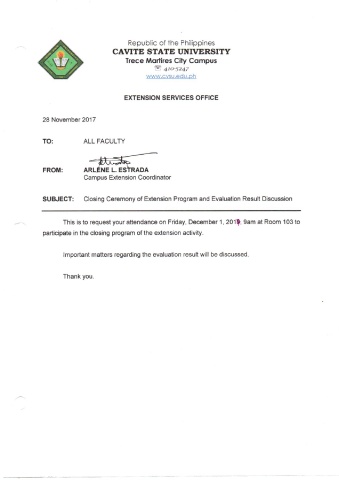 Republic of the Philippines
CAVITE STATE UNIVERSITY
Trece Martires City Campus
www.cvsu.edu.ph
EXTENSION SERVICES OFFICE
28 November 2017
TO: ALL FACULTY
FROM: ARLENE L. ESTRADA
Campus Extension Coordinator
SUBJECT: Closing Ceremony of Extension Program and Evaluation Result Discussion
This is to request your attendance on Friday, December 1, 2017, 9am at Room 103 to
participate in the closing program of the extension activity.
Important matters regarding the evaluation result will be discussed.
Thank you.